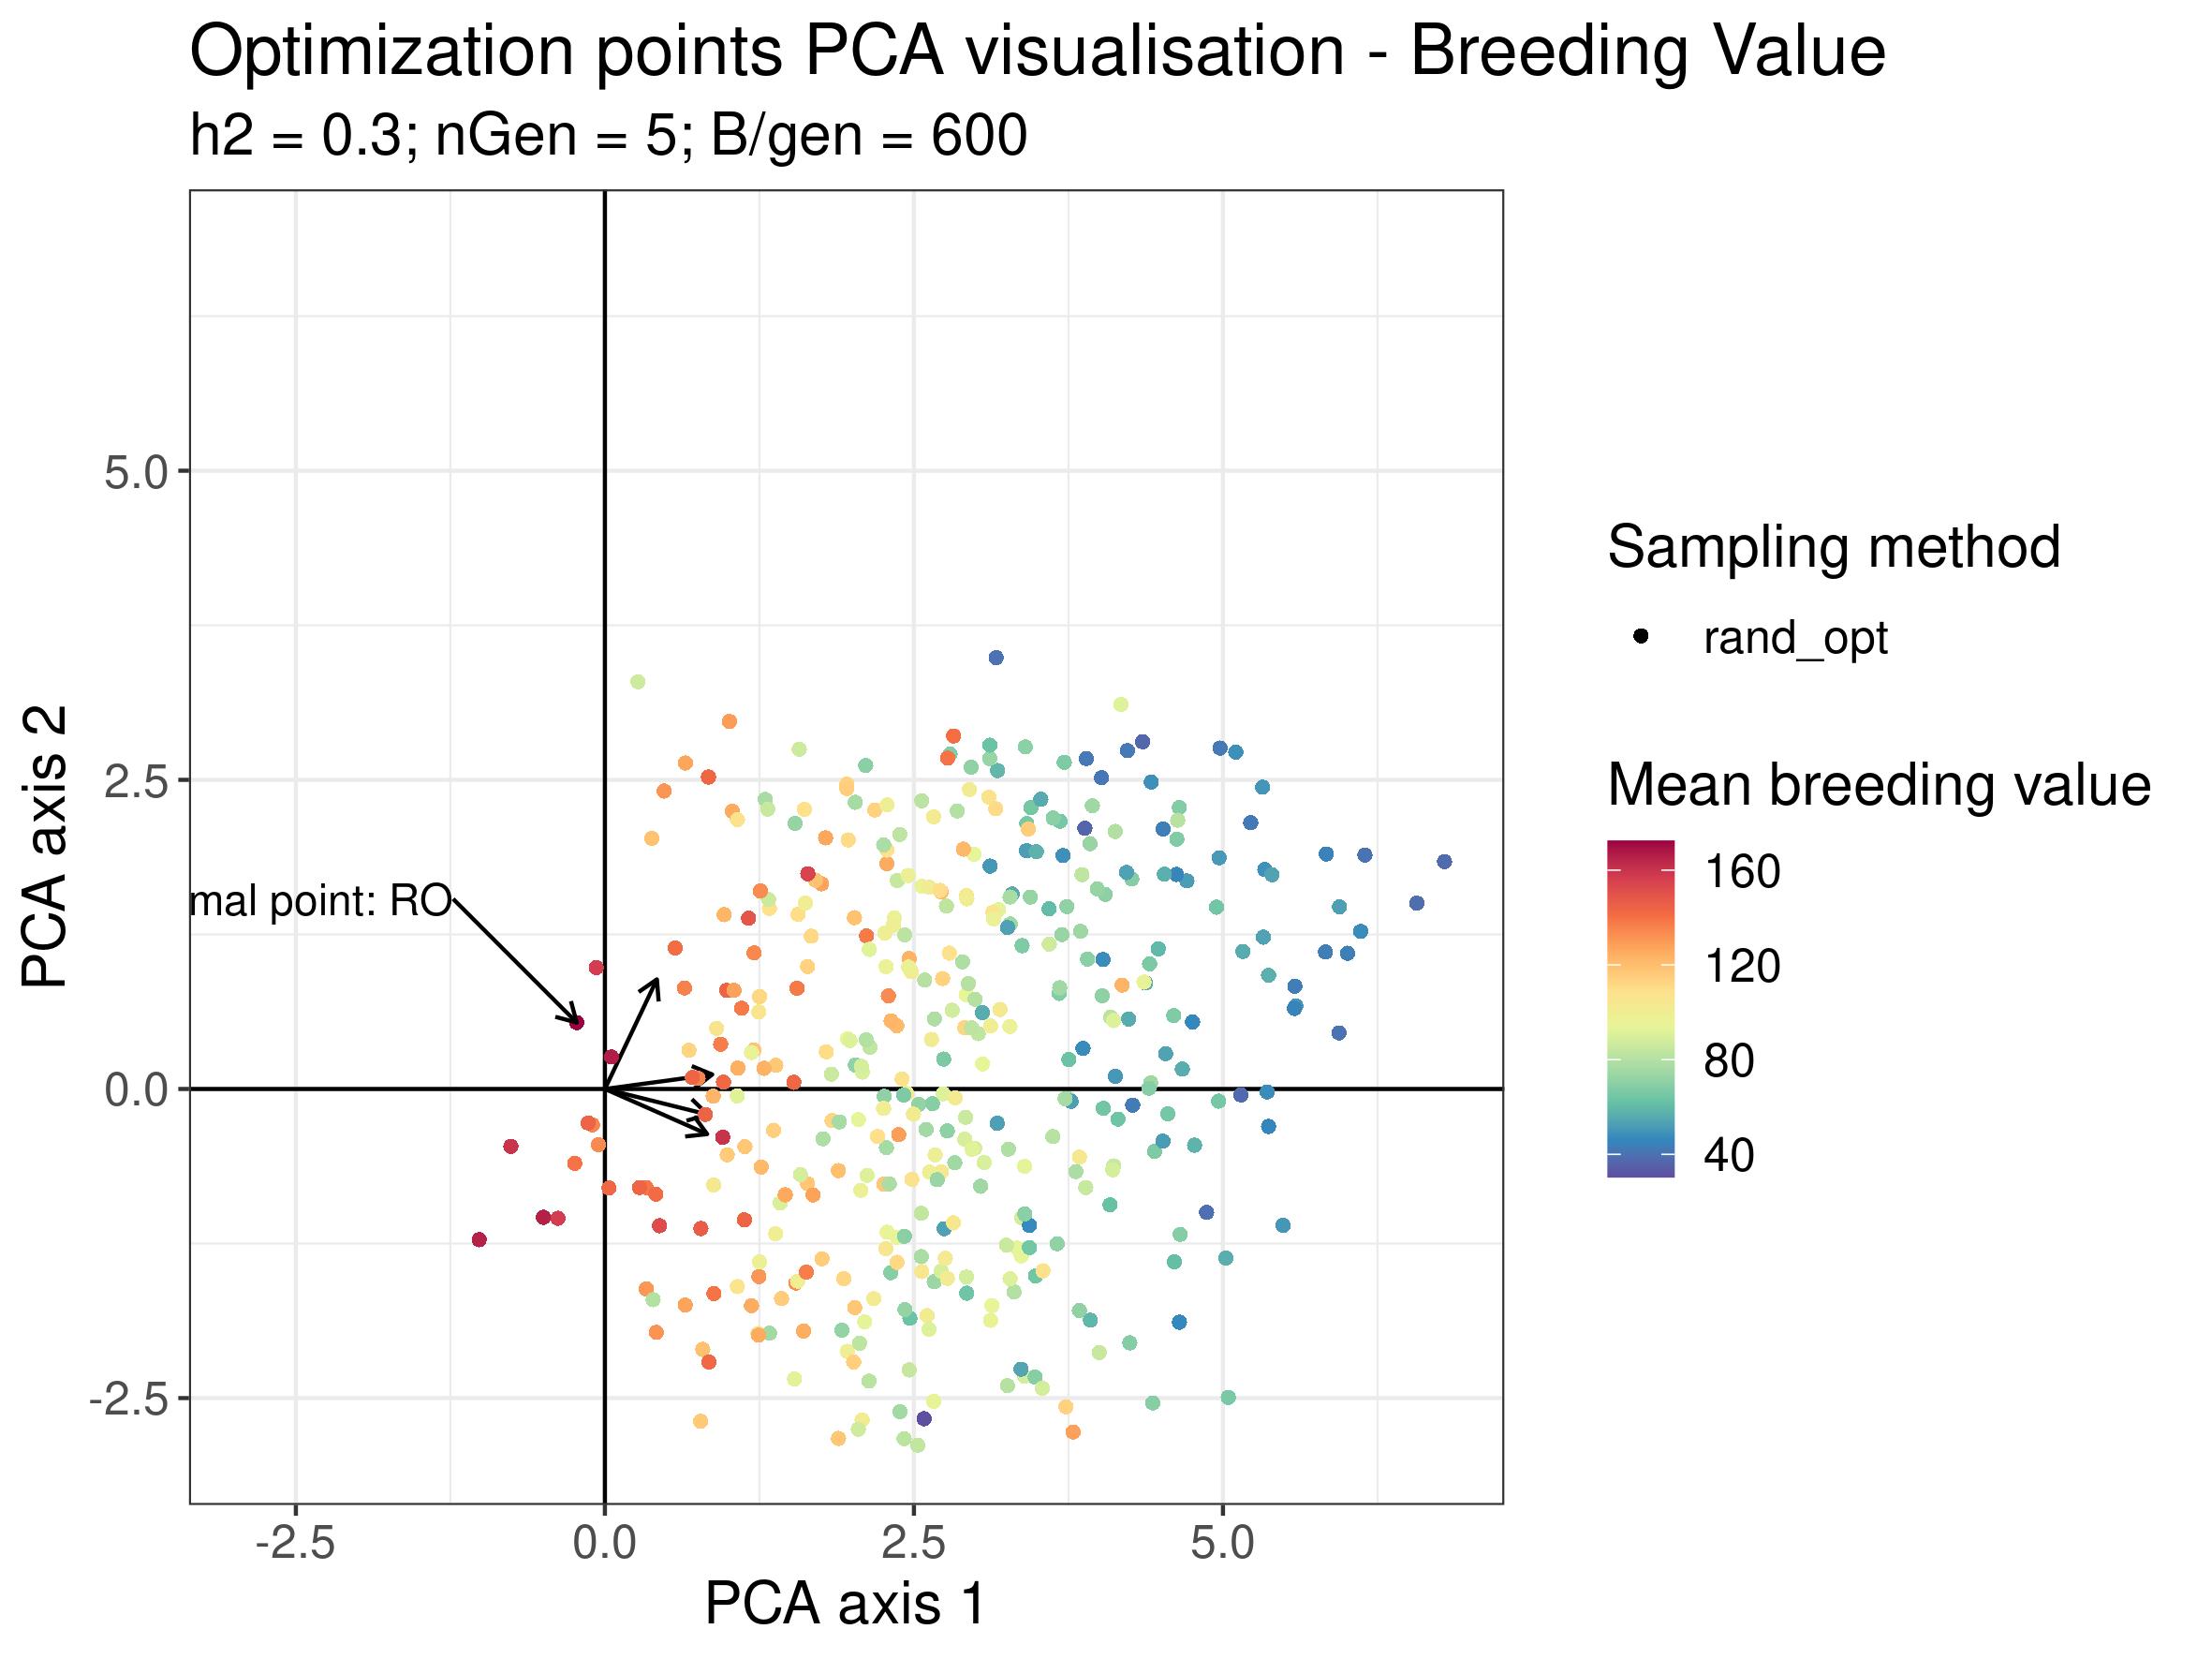 Optimization points PCA visualisation - Breeding Value
h2 = 0.3; nGen = 5; B/gen = 600
PCA axis 2
5.0
2.5
0.0
-2.5
mal point: RO
-2.5
0.0
2.5
5.0
PCA axis 1
Sampling method
rand_opt
Mean breeding value
160
120
80
40